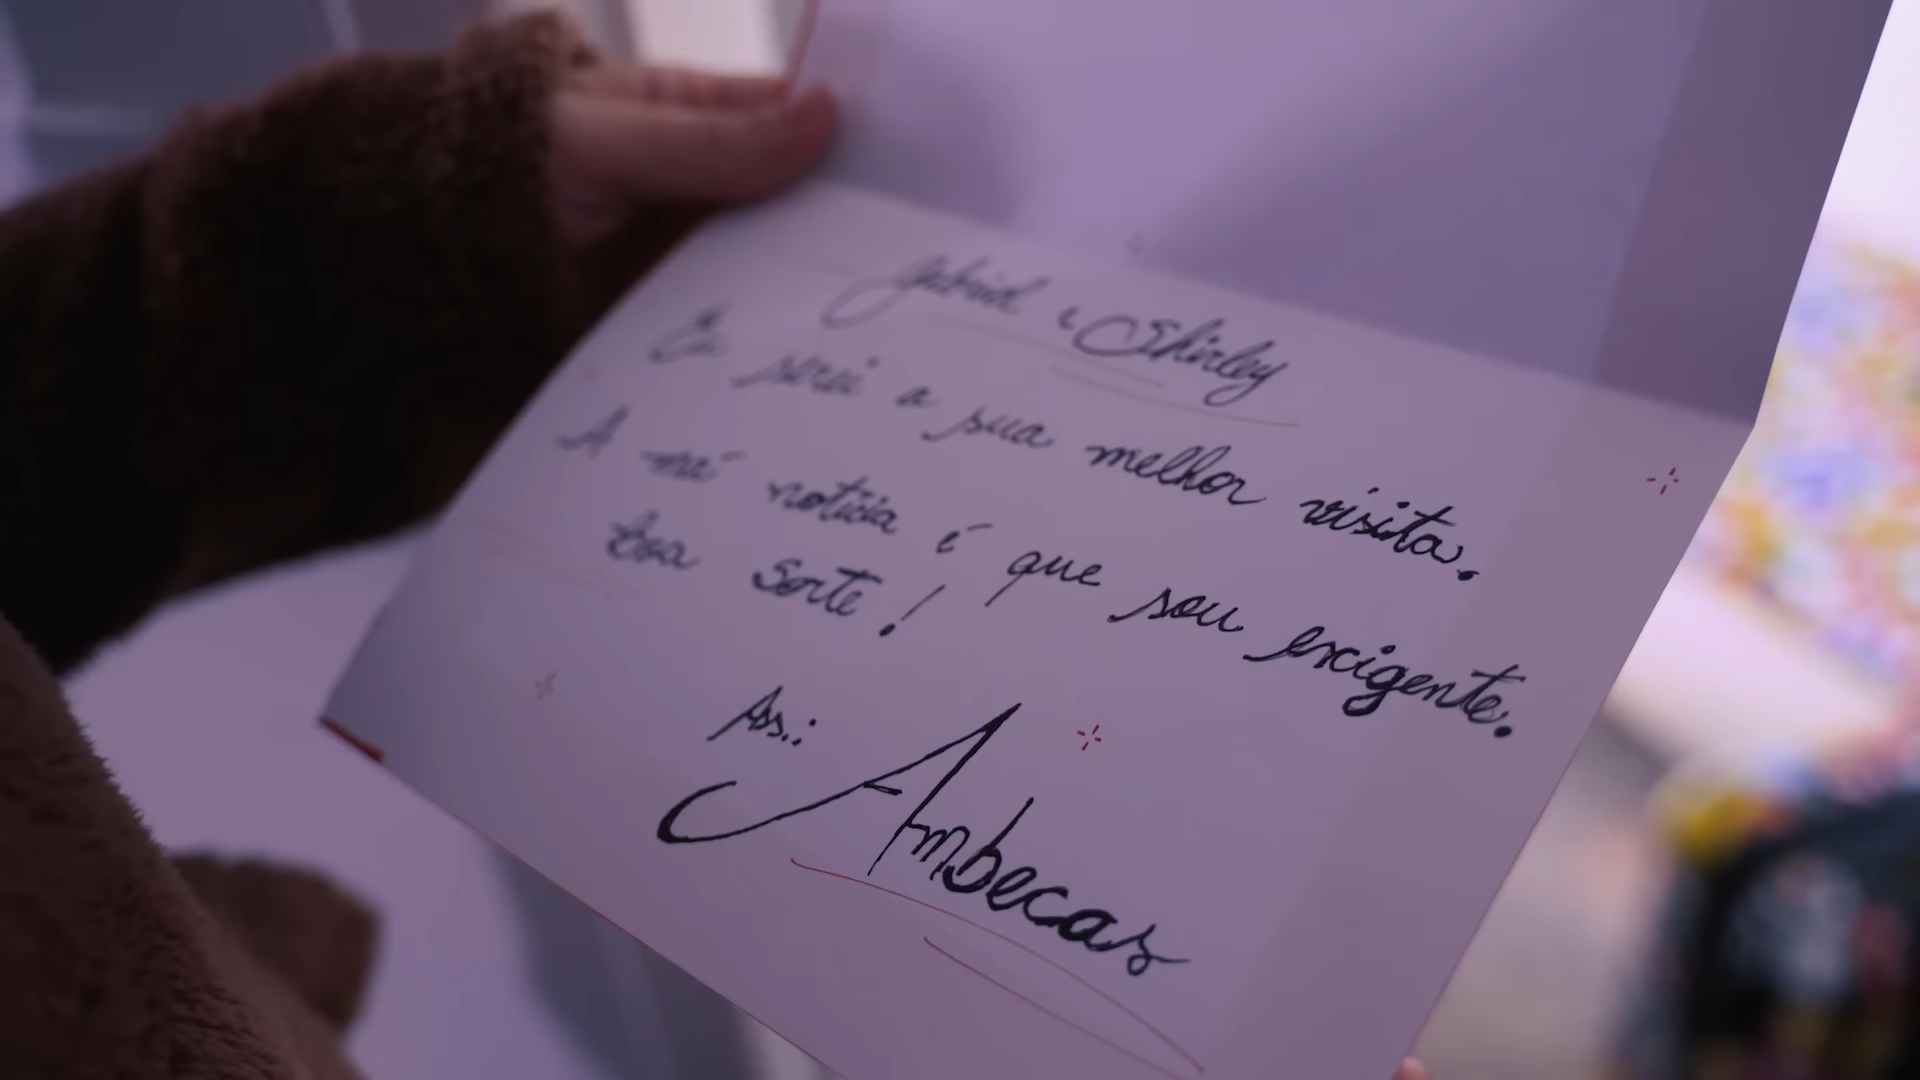 Gabriel e Shirley
Eu serei a sua melhor visita.
A má notícia é que sou exigente.
boa sorte!
Ass.:
Ambecas